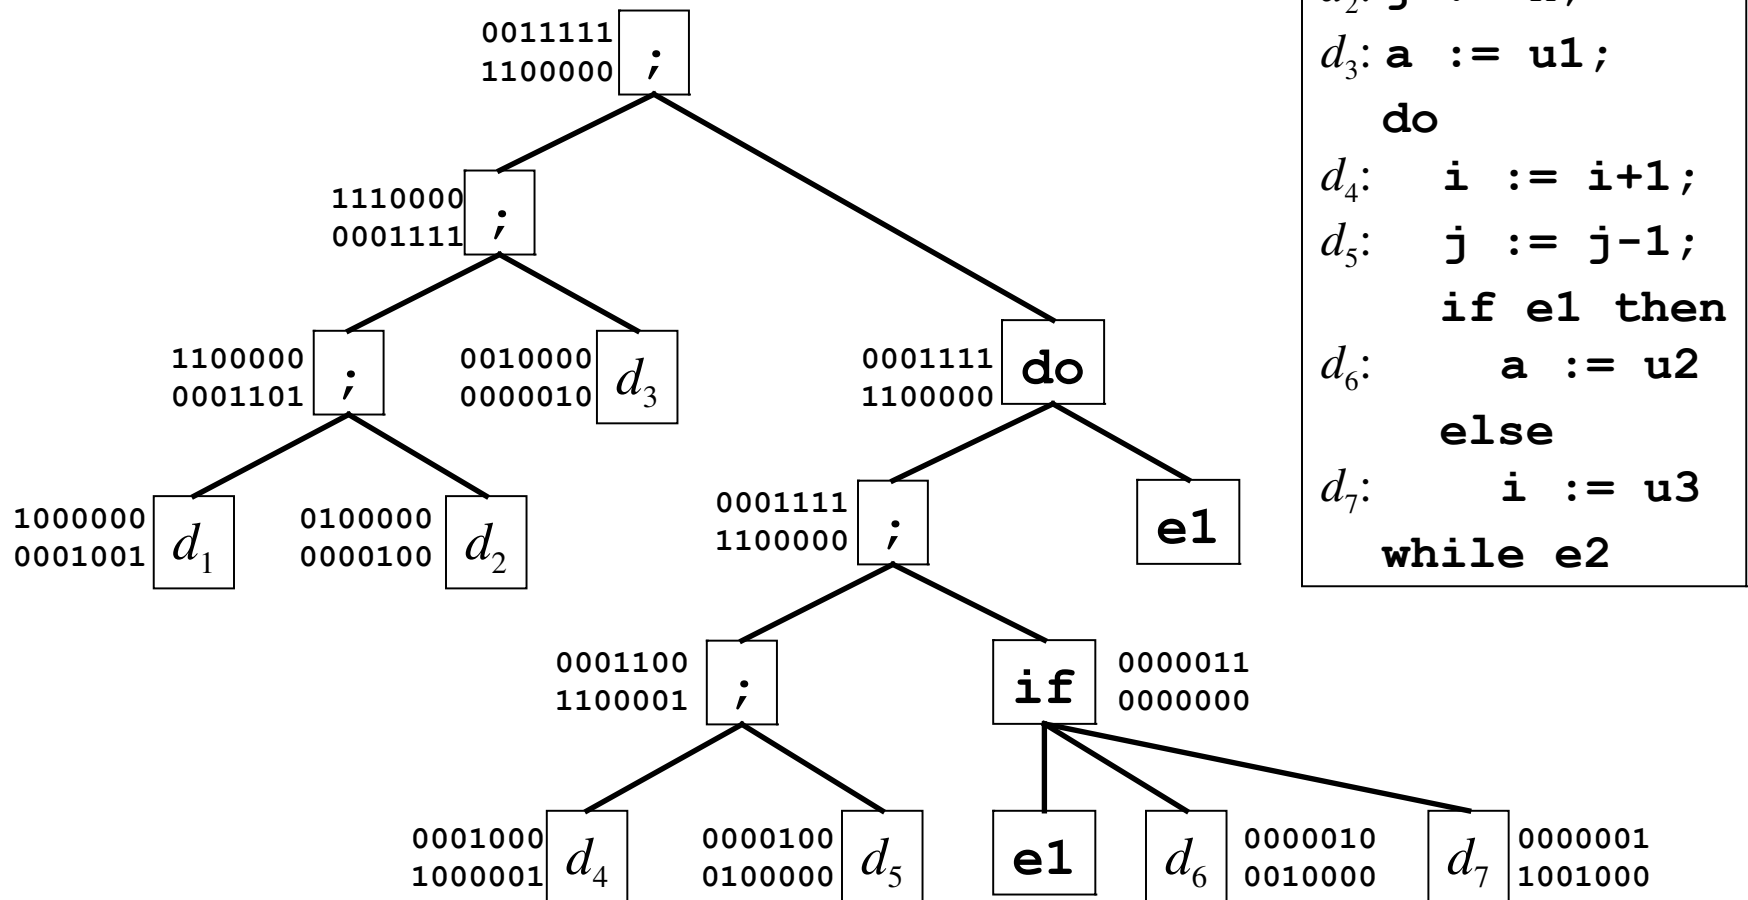 0011111
1100000
;
1110000
0001111
;
1100000
0001101
;
0010000
0000010
d3
0001111
1100000
do
1000000
0001001
d1
0100000
0000100
d2
0001111
1100000
;
e1
0001100
1100001
;
if
0000011
0000000
0001000
1000001
d4
0000100
0100000
d5
e1
d6
0000010
0010000
d7
0000001
1001000
d3: a := u1;
do
d4: i := i+1;
d5: j := j-1;
if e1 then
d6: a := u2
else
d7: i := u3
while e2